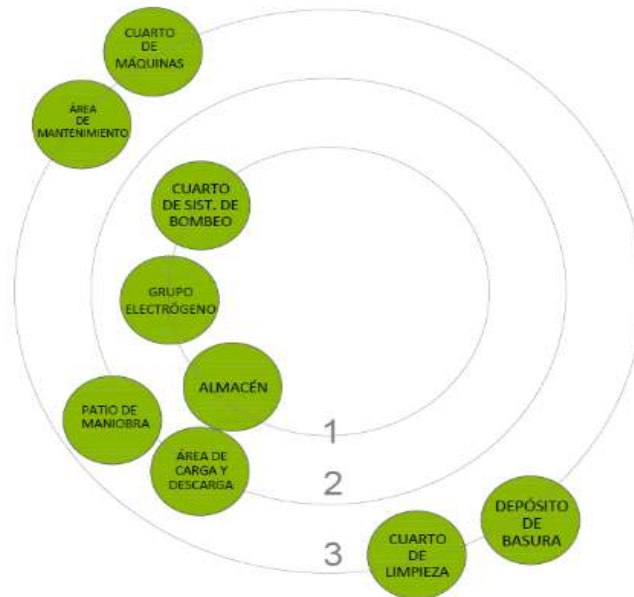 CUARTO
DE
MÁQUINAS
ÁREA
DE
MANTENIMIENTO
CUARTO
DE SIST. DE
BOMBEO
GRUPO
ELECTRÓGENO
ALMACÉN
PATIO DE
MANIOBRA
ÁREA DE
CARGA Y
DESCARGA
1
2
3
CUARTO
DE
LIMPIEZA
DEPÓSITO
DE
BASURA